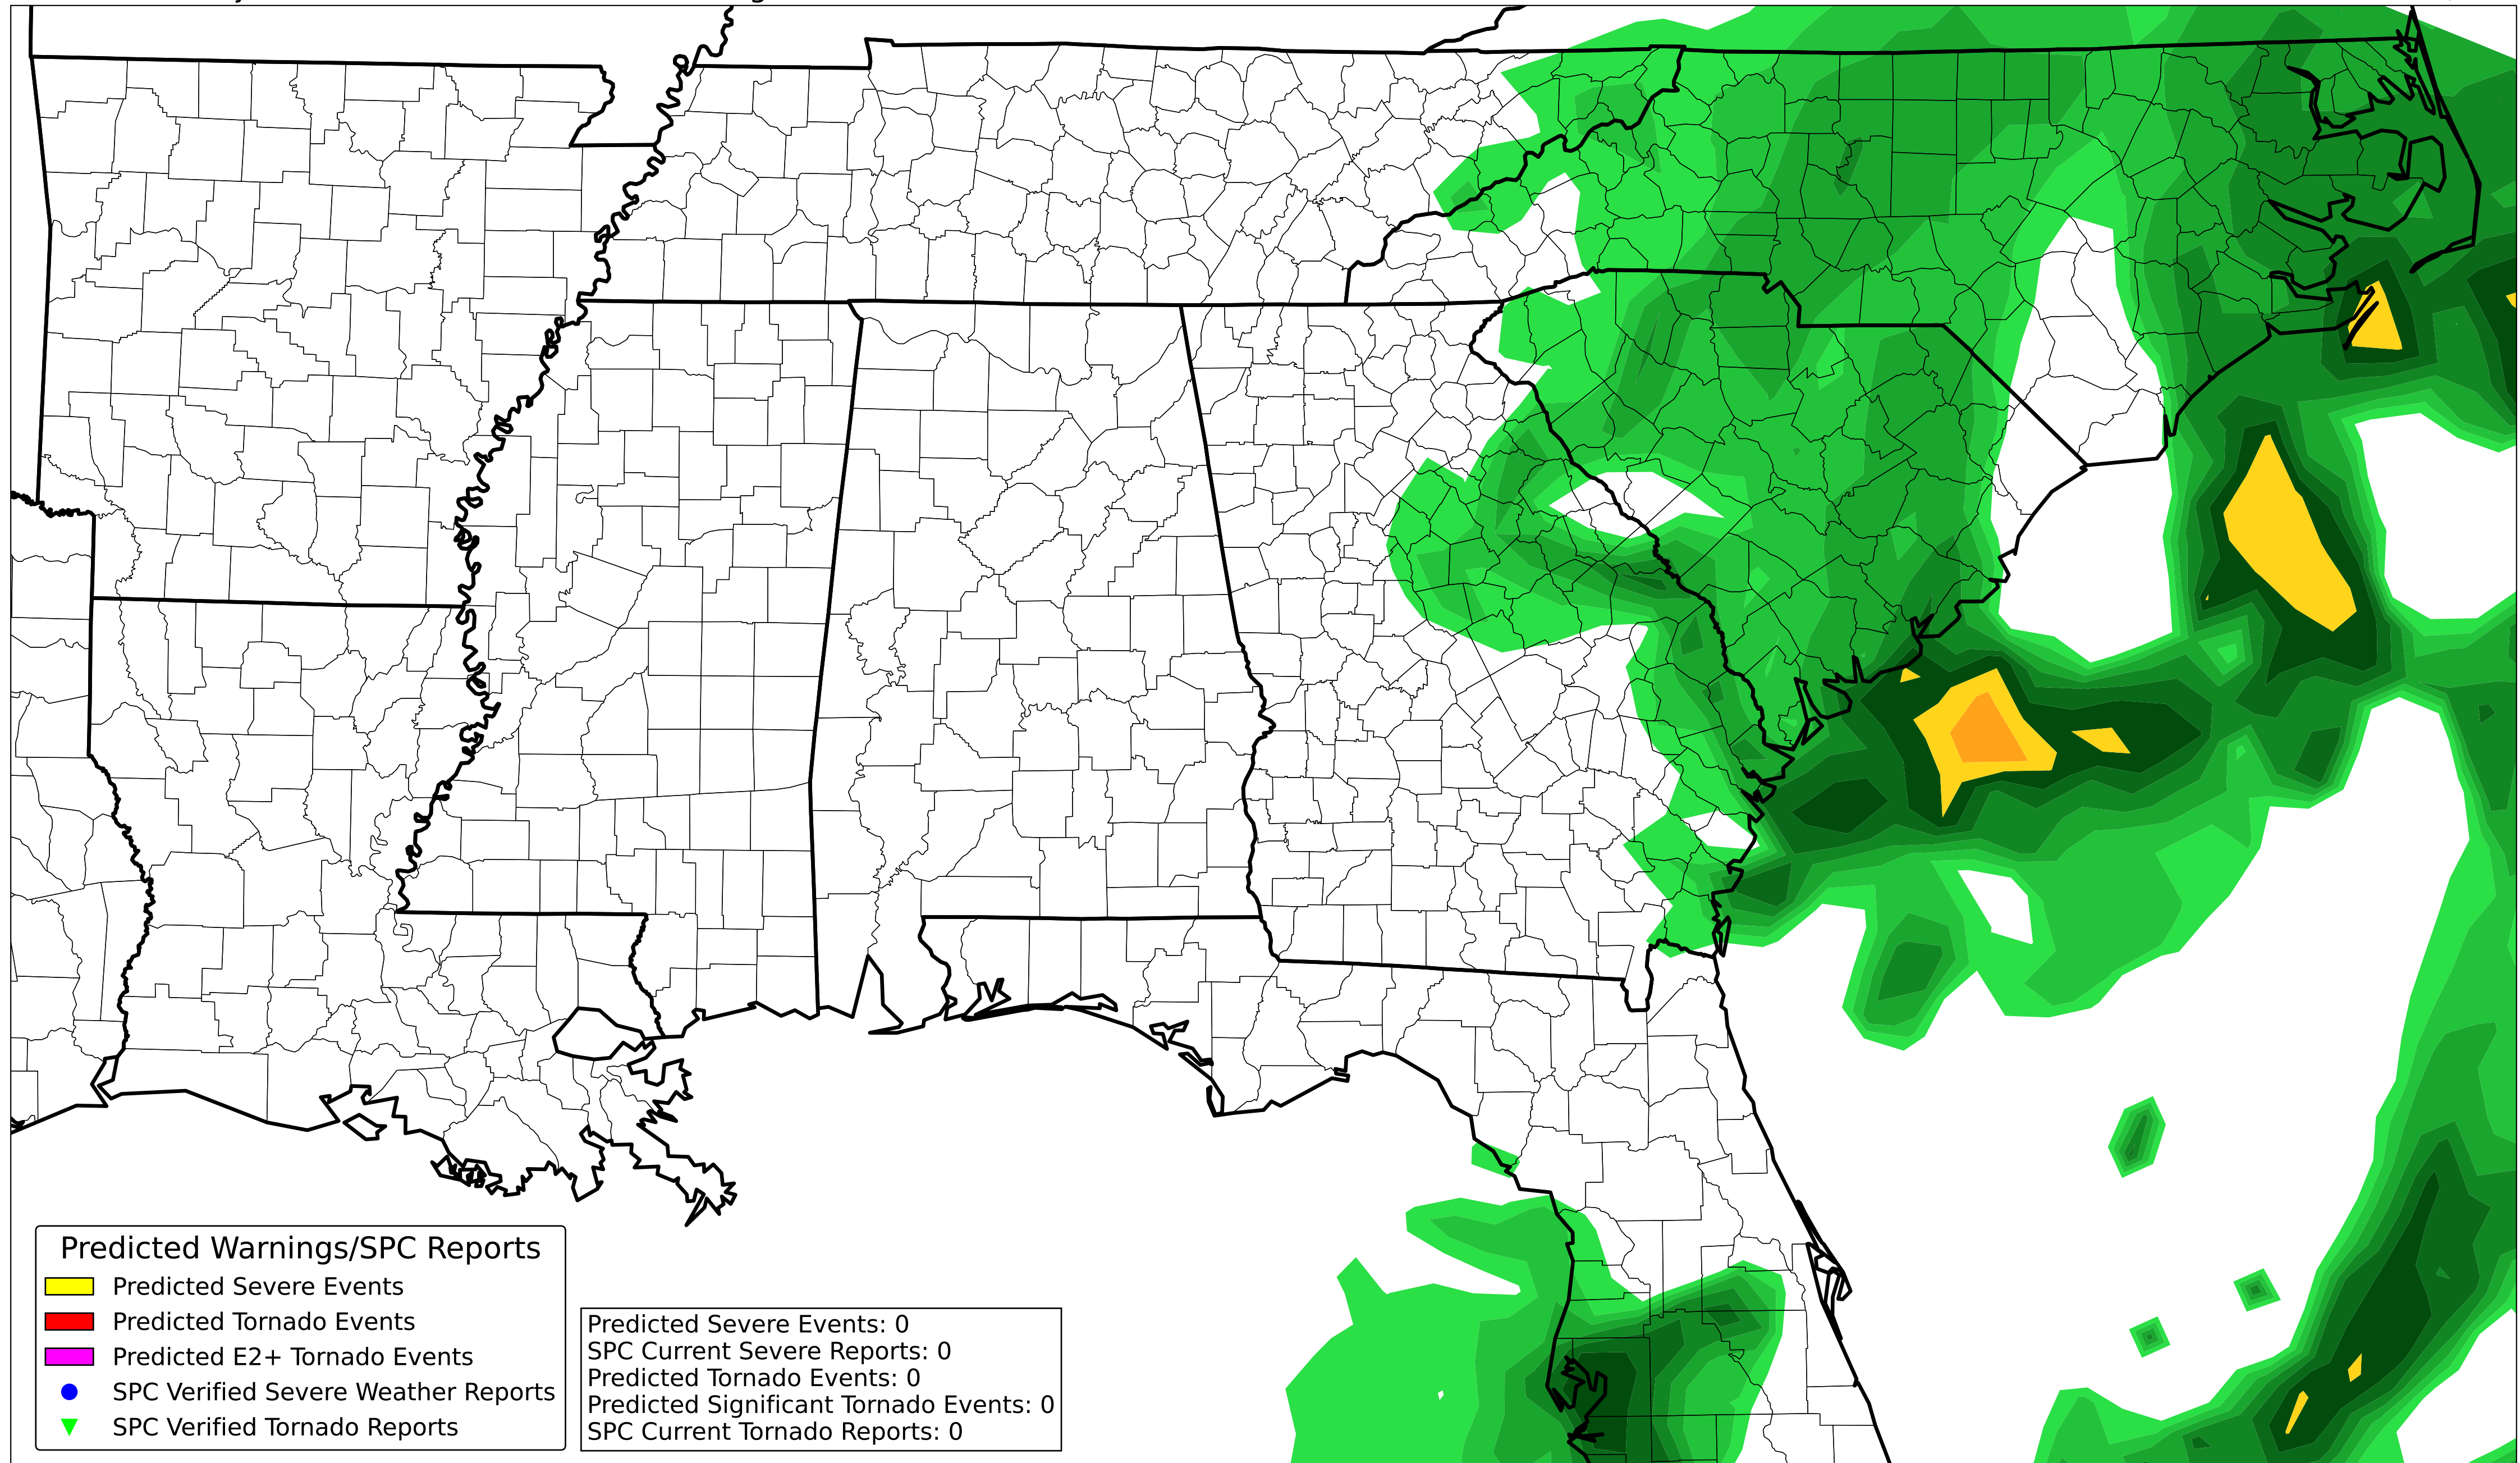 Predicted Warnings/SPC Reports
Predicted Severe Events
Predicted Tornado Events
Predicted E2+ Tornado Events
SPC Verified Severe Weather Reports
SPC Verified Tornado Reports
Predicted Severe Events: 0
SPC Current Severe Reports: 0
Predicted Tornado Events: 0
Predicted Significant Tornado Events: 0
SPC Current Tornado Reports: 0